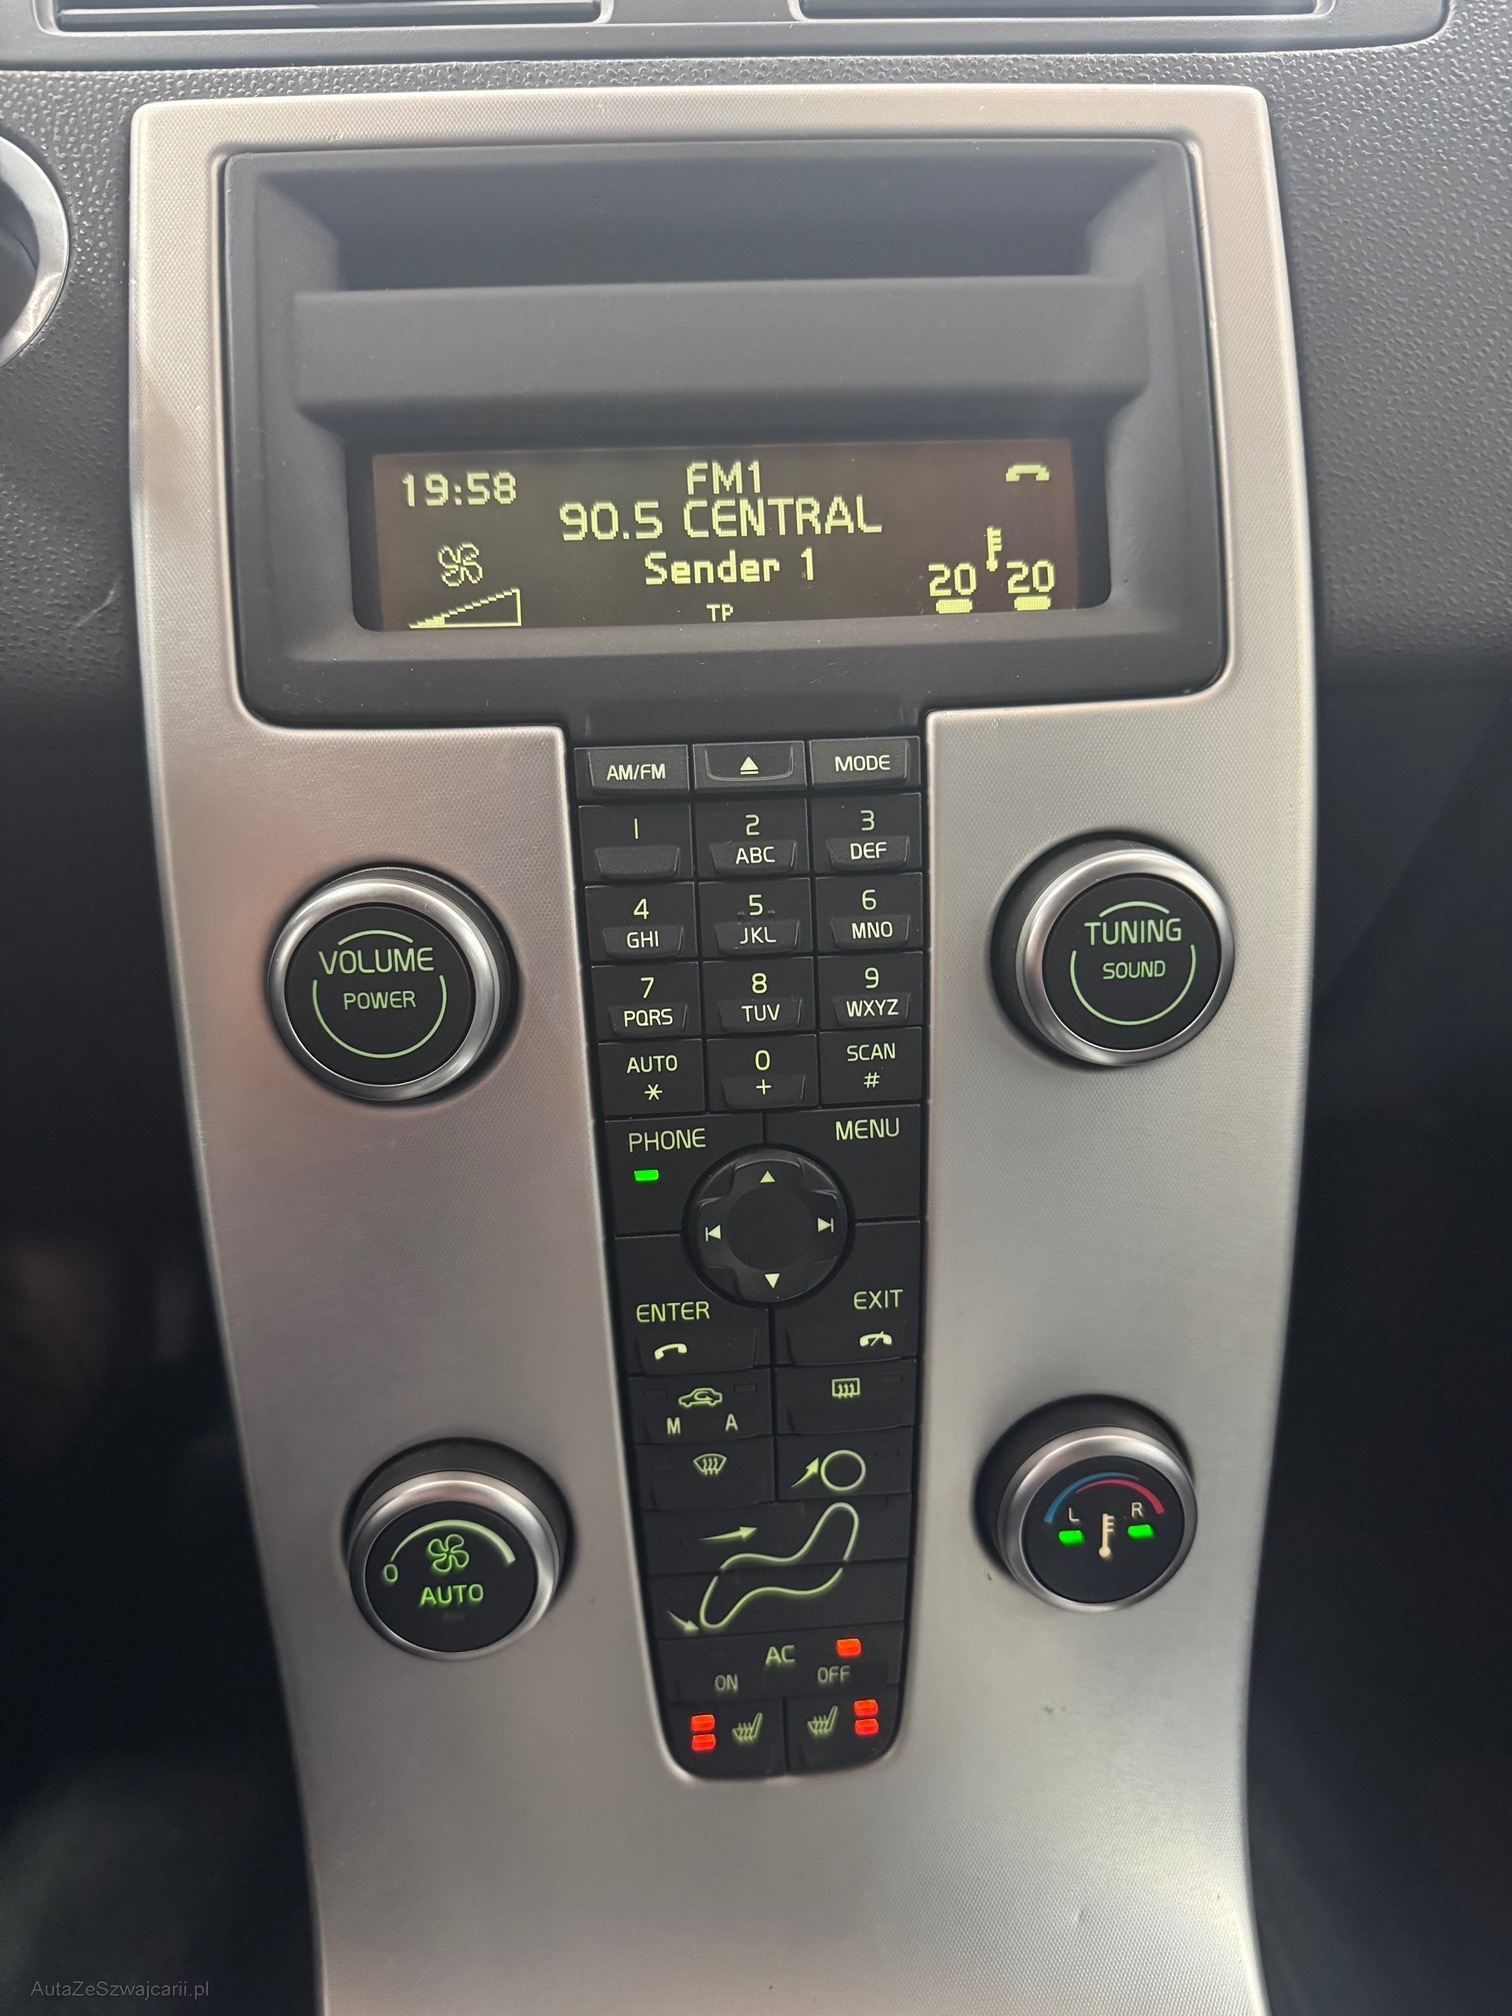 19:58
FM1
90.5 CENTRAL
Sender 1
20 20
TP
AM/FM
MODE
1
2
ABC
3
DEF
4
GHI
5
JKL
6
MNO
7
PQRS
8
TUV
9
WXYZ
AUTO
*
0
+
SCAN
#
VOLUME
POWER
TUNING
SOUND
PHONE
MENU
ENTER
EXIT
M A
0
AUTO
L R
AC
ON OFF
AutaZeSzwajcarii.pl